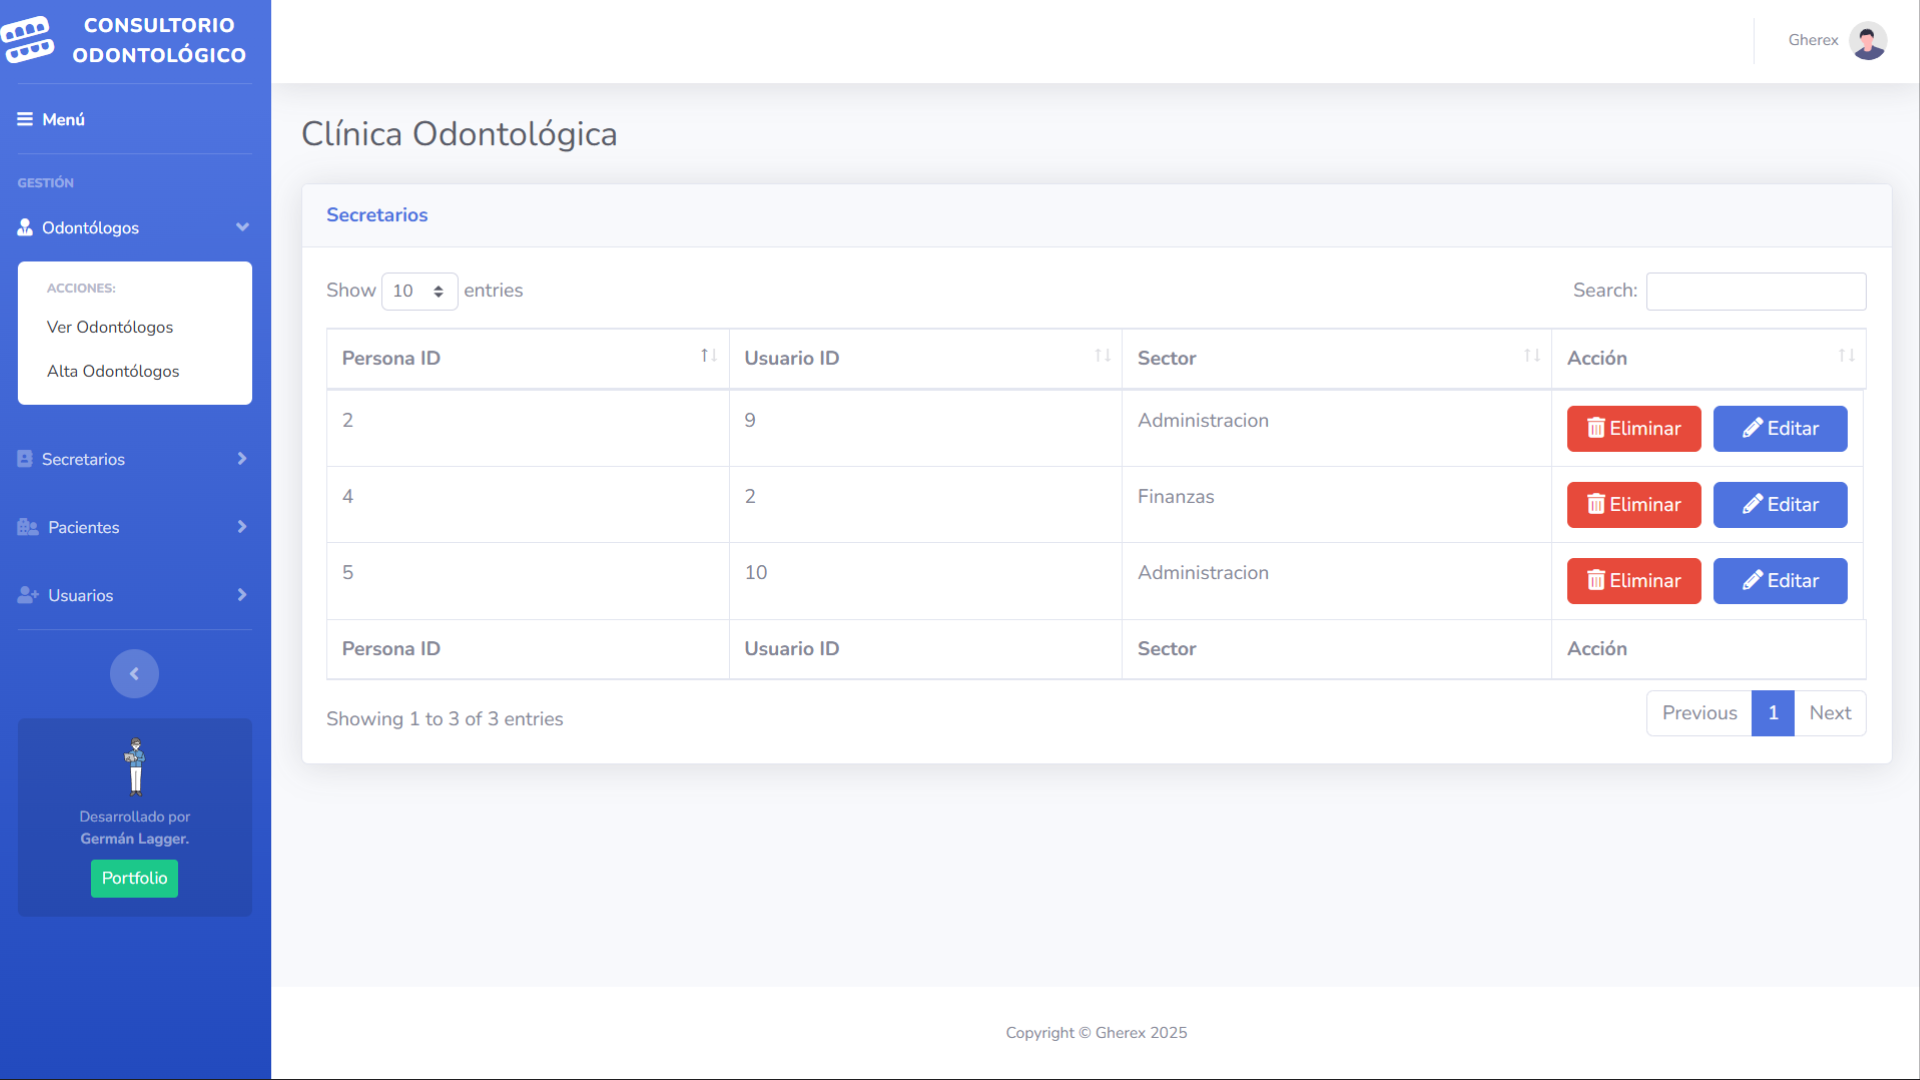 CONSULTORIO
ODONTOLÓGICO
Menú
GESTIÓN
Odontólogos
ACCIONES:
Ver Odontólogos
Alta Odontólogos
Secretarios
Pacientes
Usuarios
Desarrollado por
Germán Lagger.
Portfolio
Gherex
Clínica Odontológica
Secretarios
Show 10 entries
Search:
Persona ID Usuario ID Sector Acción
2 9 Administracion Eliminar Editar
4 2 Finanzas Eliminar Editar
5 10 Administracion Eliminar Editar
Persona ID Usuario ID Sector Acción
Showing 1 to 3 of 3 entries
Previous 1 Next
Copyright © Gherex 2025